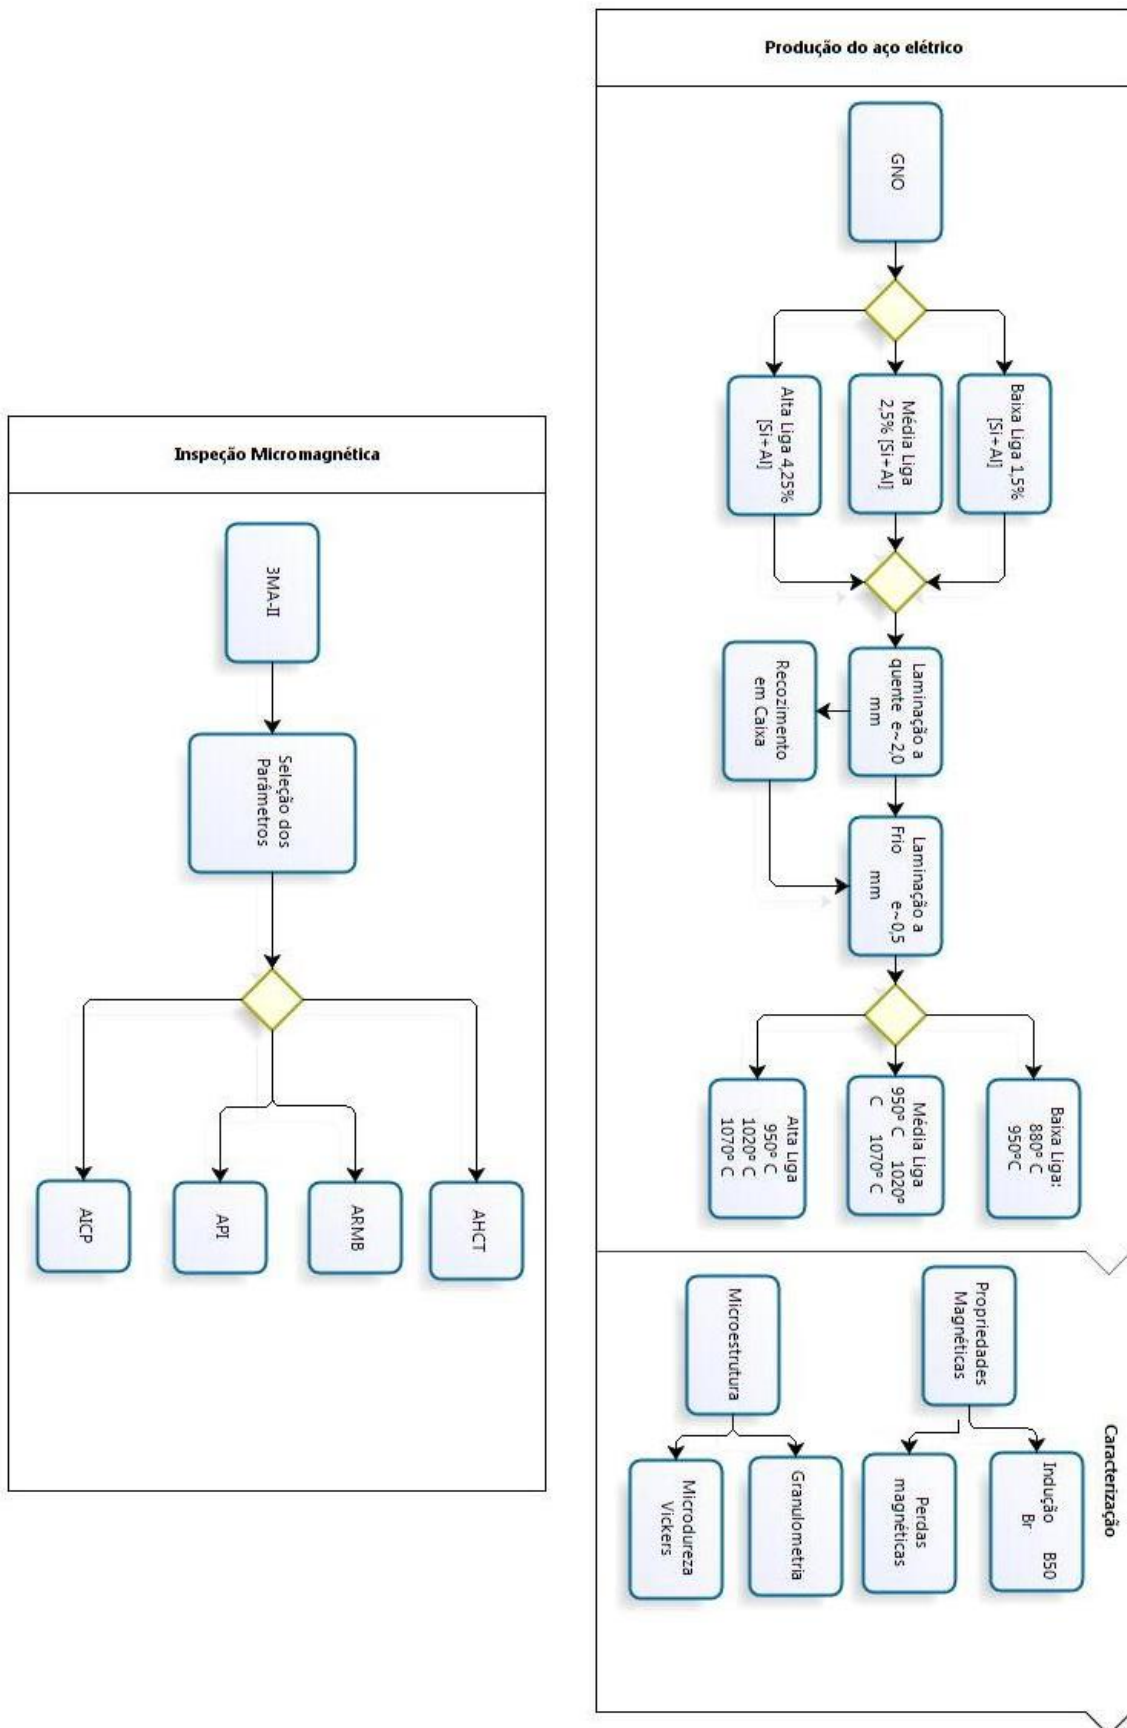 Produção do aço elétrico
GNO
Baixa Liga 1,5%
[Si+Al]
Média Liga
2,5% [Si+Al]
Alta Liga 4,25%
[Si+Al]
Laminação a
quente e~2,0
mm
Recozimento
em Caixa
Laminação a
Frio e~0,5
mm
Baixa Liga:
880° C
950°C
Média Liga
950° C 1020°
C 1070° C
Alta Liga
950° C
1020° C
1070° C
Caracterização
Propriedades
Magnéticas
Indução B50
Br
Perdas
magnéticas
Microestrutura
Granulometria
Microdureza
Vickers
Inspeção Micromagnética
3MA-II
Seleção dos
Parâmetros
AHCT
ARMB
API
AICP